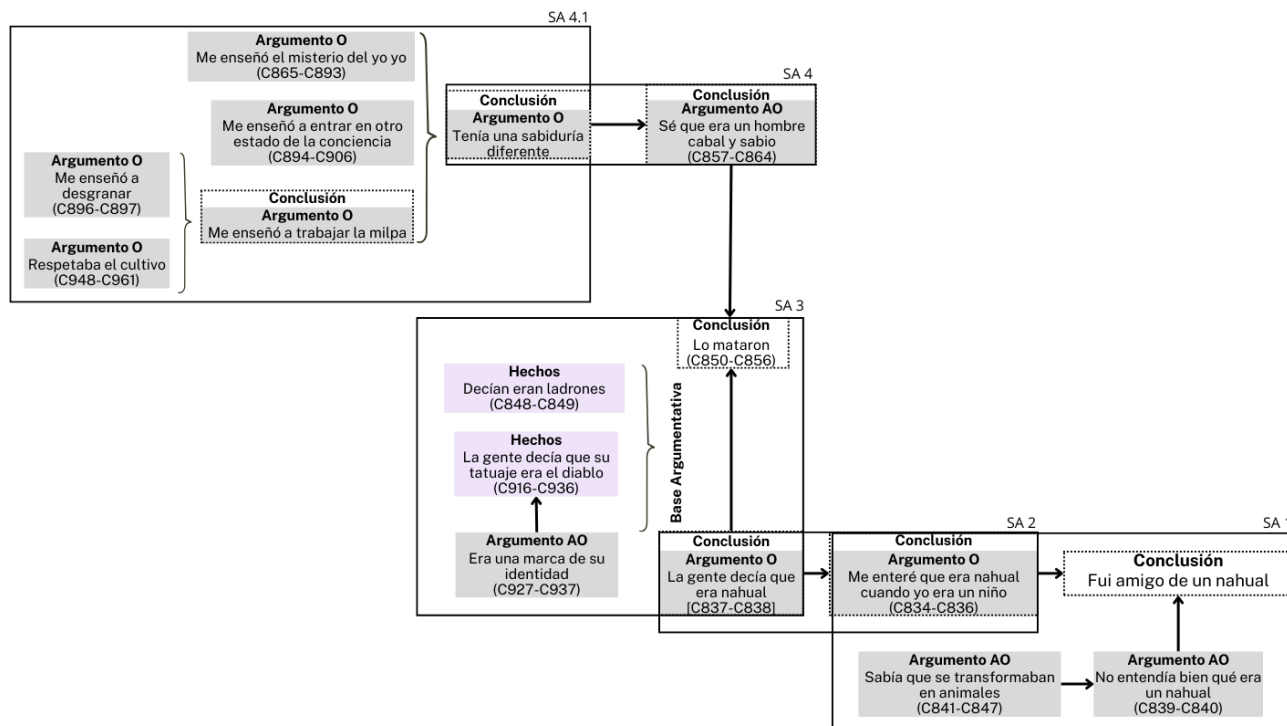 SA 4.1
Argumento O
Me enseñó el misterio del yo yo
(C865-C893)
Argumento O
Me enseñó a entrar en otro
estado de la conciencia
(C894-C906)
Argumento O
Me enseñó a
desgranar
(C896-C897)
Argumento O
Respetaba el cultivo
(C948-C961)
Conclusión
Argumento O
Me enseñó a trabajar la milpa
SA 4
Conclusión
Argumento O
Tenía una sabiduría
diferente
Conclusión
Argumento AO
Sé que era un hombre
cabal y sabio
(C857-C864)
SA 3
Conclusión
Lo mataron
(C850-C856)
Hechos
Decían eran ladrones
(C848-C849)
Hechos
La gente decía que su
tatuaje era el diablo
(C916-C936)
Argumento AO
Era una marca de su
identidad
(C927-C937)
Base Argumentativa
SA 2
Conclusión
Argumento O
La gente decía que
era nahual
[C837-C838]
Conclusión
Argumento O
Me enteré que era nahual
cuando yo era un niño
(C834-C836)
SA 1
Conclusión
Fui amigo de un nahual
Argumento AO
Sabía que se transformaban
en animales
(C841-C847)
Argumento AO
No entendía bien qué era
un nahual
(C839-C840)